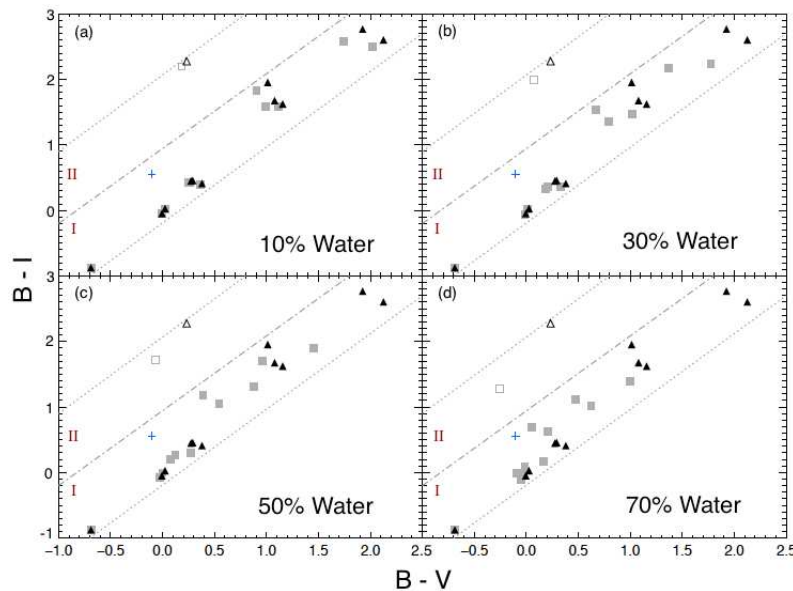 3
2
1
0
(a)
II
I
10% Water
(b)
II
I
30% Water
B - I
3
2
1
0
-1
(c)
II
I
50% Water
(d)
II
I
70% Water
-1.0 -0.5 0.0 0.5 1.0 1.5 2.0 2.5 -0.5 0.0 0.5 1.0 1.5 2.0 2.5
B - V